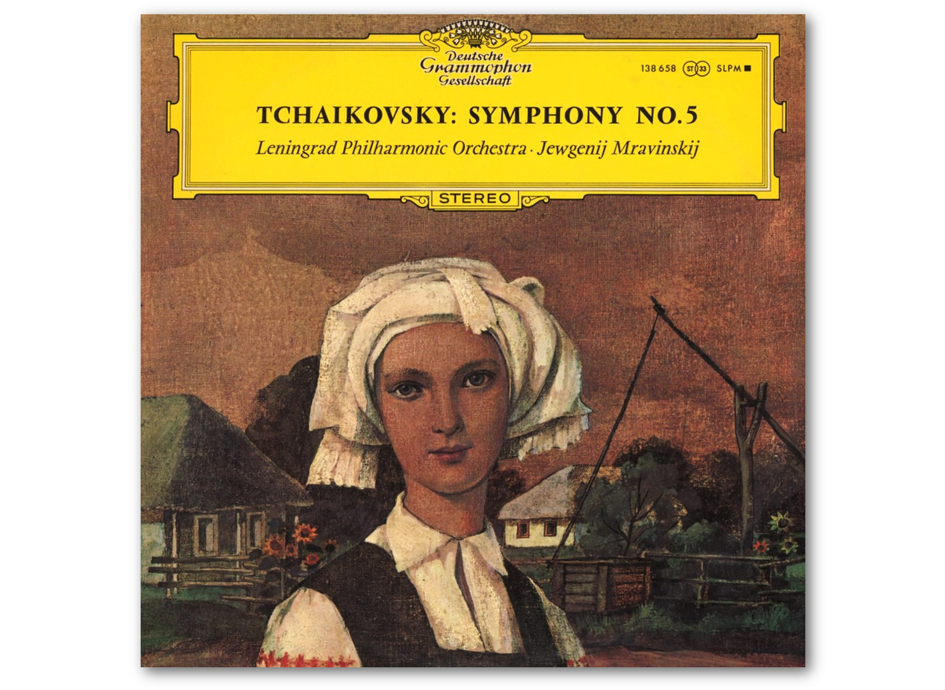 Deutsche
Grammophon
Gesellschaft
138 658 ST 33 SLPM
TCHAIKOVSKY: SYMPHONY NO. 5
Leningrad Philharmonic Orchestra · Jewgenij Mravinskij
STEREO